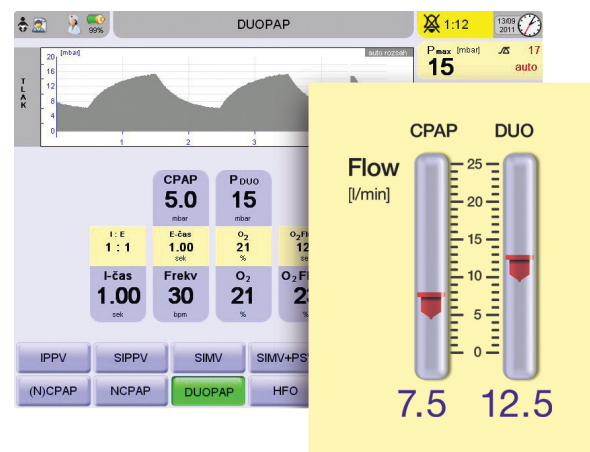 99%
DUOPAP
1:12
13/09
2011
[mbar]
auto rozsah
TLAK
20
16
12
8
4
0
1
2
3
Pmax [mbar] 17
15 auto
CPAP
5.0
mbar
PDUO
15
mbar
I : E
1 : 1
E-čas
1.00
sek
O2
21
%
I-čas
1.00
sek
Frekv
30
bpm
O2
21
%
IPPV
SIPPV
SIMV
(N)CPAP
NCPAP
DUOPAP
HFO
CPAP DUO
Flow
[l/min]
25
20
15
10
5
0
7.5 12.5